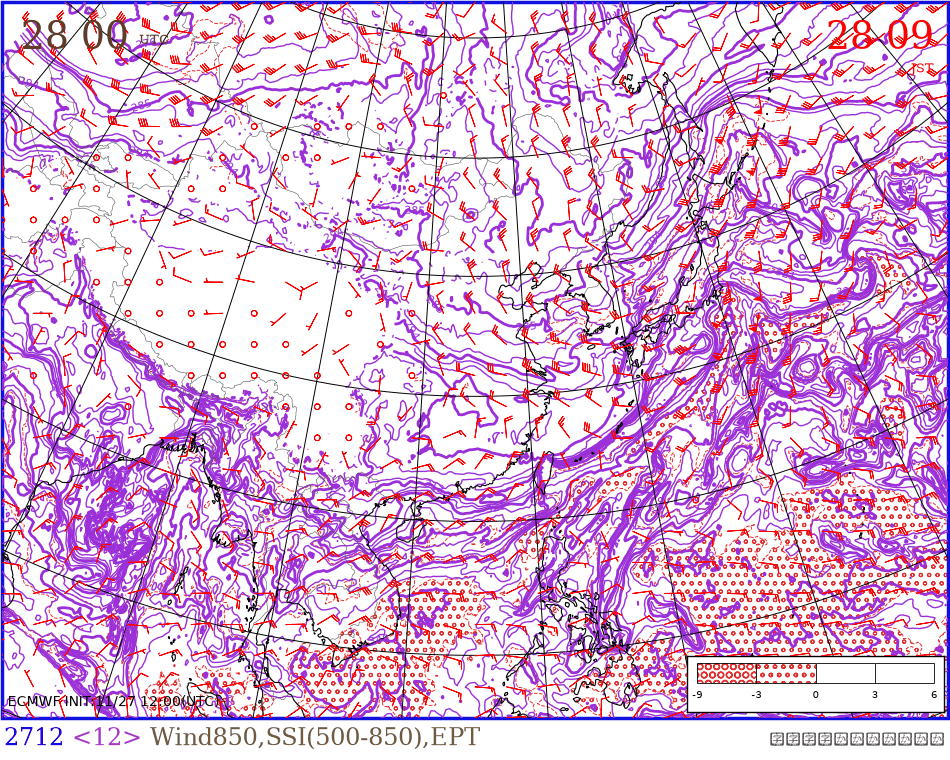 28 00 UTC
28 09
JST
ECMWF INIT:11/27 12:00(UTC)
-9 -3 0 3 6
2712 <12> Wind850,SSI(500-850),EPT